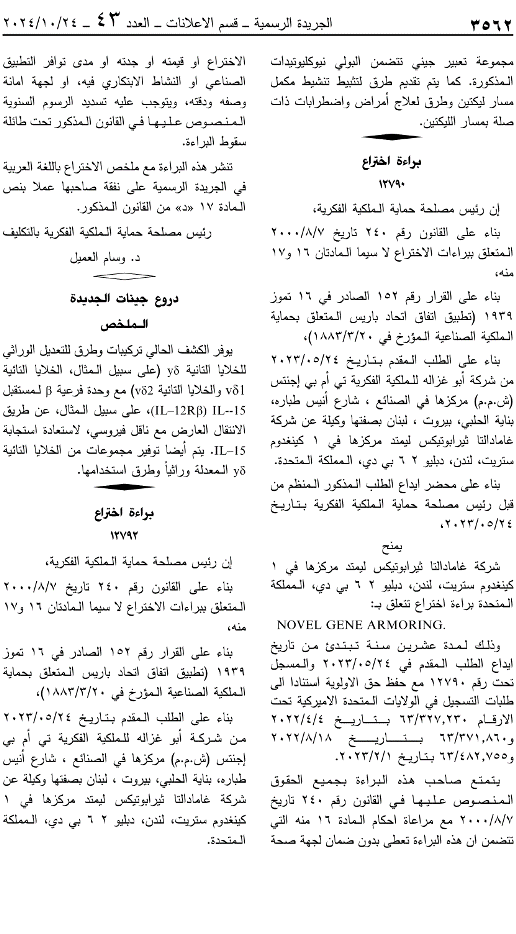 ٣٥٦٢
الجريدة الرسمية – قسم الاعلانات – العدد ٤٣ – ٢٠٢٤/١٠/٢٤
مجموعة تعبير جيني تتضمن البولي نيوكليوتيدات
المذكورة. كما يتم تقديم طرق لتثبيط تنشيط مكمل
مسار ليكتين وطرق لعلاج أمراض واضطرابات ذات
صلة بمسار الليكتين.
براءة اختراع
١٢٧٩٠
إن رئيس مصلحة حماية الملكية الفكرية،
بناء على القانون رقم ٢٤٠ تاريخ ٢٠٠٠/٨/٧
المتعلق ببراءات الاختراع لا سيما المادتان ١٦ و١٧
منه،
بناء على القرار رقم ١٥٢ الصادر في ١٦ تموز
١٩٣٩ (تطبيق اتفاق اتحاد باريس المتعلق بحماية
الملكية الصناعية المؤرخ في ١٨٨٣/٣/٢٠)،
بناء على الطلب المقدم بتاريخ ٢٠٢٣/٠٥/٢٤
من شركة أبو غزاله للملكية الفكرية تي أم بي إجنتس
(ش.م.م) مركزها في الصنائع ، شارع أنيس طباره،
بناية الحلبي، بيروت ، لبنان بصفتها وكيلة عن شركة
غامادالتا ثيرابوتيكس ليمتد مركزها في ١ كينغدوم
ستريت، لندن، دبليو ٢ ٦ بي دي، المملكة المتحدة.
بناء على محضر ايداع الطلب المذكور المنظم من
قبل رئيس مصلحة حماية الملكية الفكرية بتاريخ
٢٠٢٣/٠٥/٢٤،
يمنح
شركة غامادالتا ثيرابوتيكس ليمتد مركزها في ١
كينغدوم ستريت، لندن، دبليو ٢ ٦ بي دي، المملكة
المتحدة براءة اختراع تتعلق بـ:
NOVEL GENE ARMORING.
وذلك لمدة عشرين سنة تبتدئ من تاريخ
ايداع الطلب المقدم في ٢٠٢٣/٠٥/٢٤ والمسجل
تحت رقم ١٢٧٩٠ مع حفظ حق الاولوية استنادا الى
طلبات التسجيل في الولايات المتحدة الاميركية تحت
الارقام ٦٣/٣٢٧,٢٣٠ بتاريخ ٢٠٢٢/٤/٤
و٦٣/٣٧١,٨٦٠ بتاريخ ٢٠٢٢/٨/١٨
و٦٣/٤٨٢,٧٥٥ بتاريخ ٢٠٢٣/٢/١.
يتمتع صاحب هذه البراءة بجميع الحقوق
المنصوص عليها في القانون رقم ٢٤٠ تاريخ
٢٠٠٠/٨/٧ مع مراعاة أحكام المادة ١٦ منه التي
تتضمن ان هذه البراءة تعطى بدون ضمان لجهة صحة
الاختراع او قيمته او جدته او مدى توافر التطبيق
الصناعي او النشاط الابتكاري فيه، او لجهة امانة
وصفه ودقته، ويتوجب عليه تسديد الرسوم السنوية
المنصوص عليها في القانون المذكور تحت طائلة
سقوط البراءة.
تنشر هذه البراءة مع ملخص الاختراع باللغة العربية
في الجريدة الرسمية على نفقة صاحبها عملا بنص
المادة ١٧ «د» من القانون المذكور.
رئيس مصلحة حماية الملكية الفكرية بالتكليف
د. وسام العميل
دروع جينات الجديدة
الملخص
يوفر الكشف الحالي تركيبات وطرق للتعديل الوراثي
للخلايا التائية γδ (على سبيل المثال، الخلايا التائية
vδ1 والخلايا التائية vδ2) مع وحدة فرعية β لمستقبل
IL--15 (IL–12Rβ)، على سبيل المثال، عن طريق
الانتقال العارض مع ناقل فيروسي، لاستعادة استجابة
IL–15. يتم أيضا توفير مجموعات من الخلايا التائية
γδ المعدلة وراثياً وطرق استخدامها.
براءة اختراع
١٢٧٩٢
إن رئيس مصلحة حماية الملكية الفكرية،
بناء على القانون رقم ٢٤٠ تاريخ ٢٠٠٠/٨/٧
المتعلق ببراءات الاختراع لا سيما المادتان ١٦ و١٧
منه،
بناء على القرار رقم ١٥٢ الصادر في ١٦ تموز
١٩٣٩ (تطبيق اتفاق اتحاد باريس المتعلق بحماية
الملكية الصناعية المؤرخ في ١٨٨٣/٣/٢٠)،
بناء على الطلب المقدم بتاريخ ٢٠٢٣/٠٥/٢٤
من شركة أبو غزاله للملكية الفكرية تي أم بي
إجنتس (ش.م.م) مركزها في الصنائع ، شارع أنيس
طباره، بناية الحلبي، بيروت ، لبنان بصفتها وكيلة عن
شركة غامادالتا ثيرابوتيكس ليمتد مركزها في ١
كينغدوم ستريت، لندن، دبليو ٢ ٦ بي دي، المملكة
المتحدة.